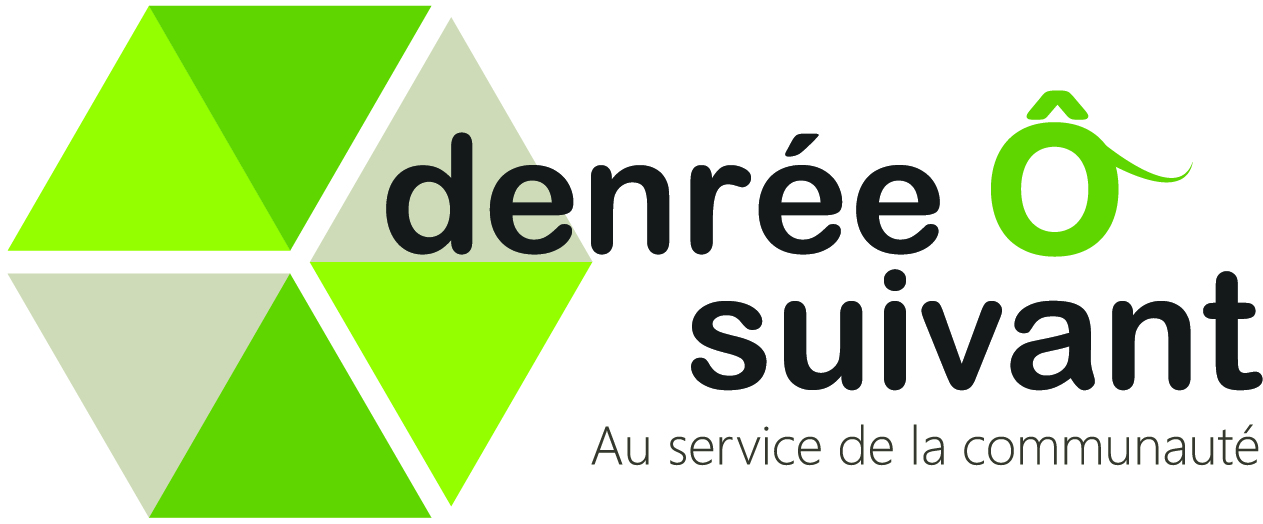 denrée Ô
suivant
Au service de la communauté